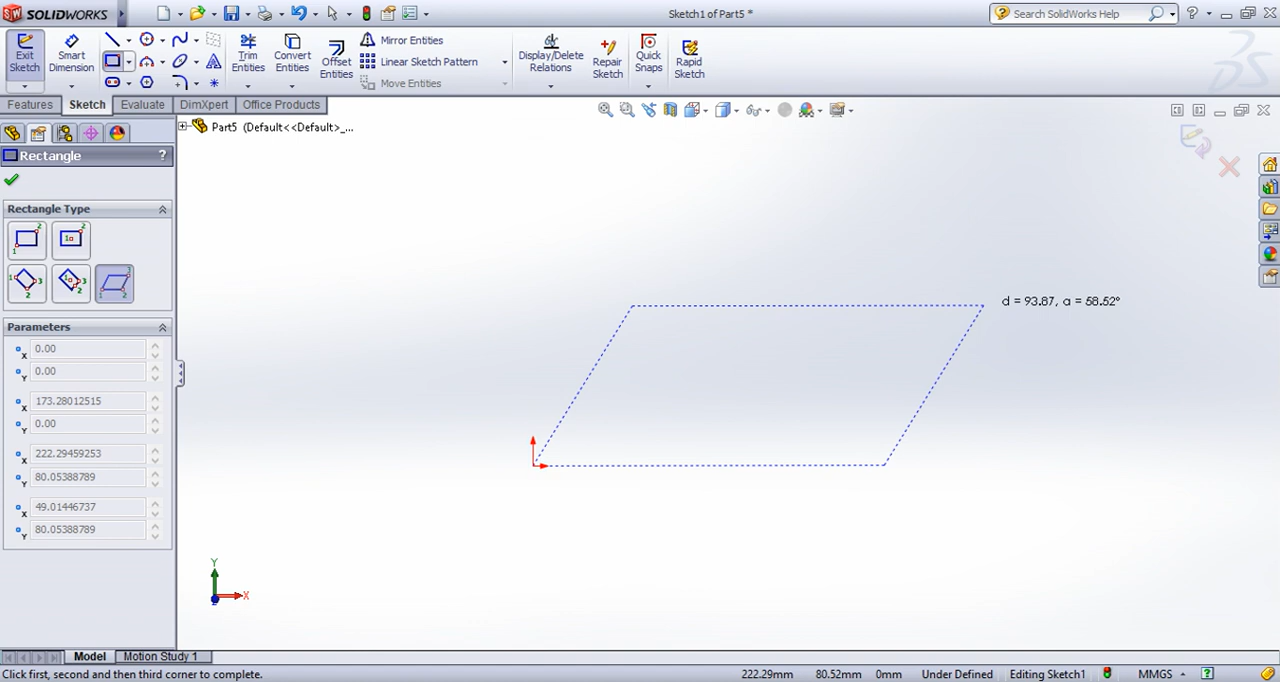 SOLIDWORKS
Sketch1 of Part5 *
Search SolidWorks Help
Exit Sketch
Smart Dimension
Trim Entities
Convert Entities
Offset Entities
Mirror Entities
Linear Sketch Pattern
Move Entities
Display/Delete Relations
Repair Sketch
Quick Snaps
Rapid Sketch
Features
Sketch
Evaluate
DimXpert
Office Products
Part5 (Default<<Default>_...
Rectangle
?
Rectangle Type
Parameters
x 0.00
Y 0.00
x 173.28012515
Y 0.00
x 222.29459253
Y 80.05388789
x 49.01446737
Y 80.05388789
d = 93.87, a = 58.52°
Y
X
Model
Motion Study 1
Click first, second and then third corner to complete.
222.29mm
80.52mm
0mm
Under Defined
Editing Sketch1
MMGS